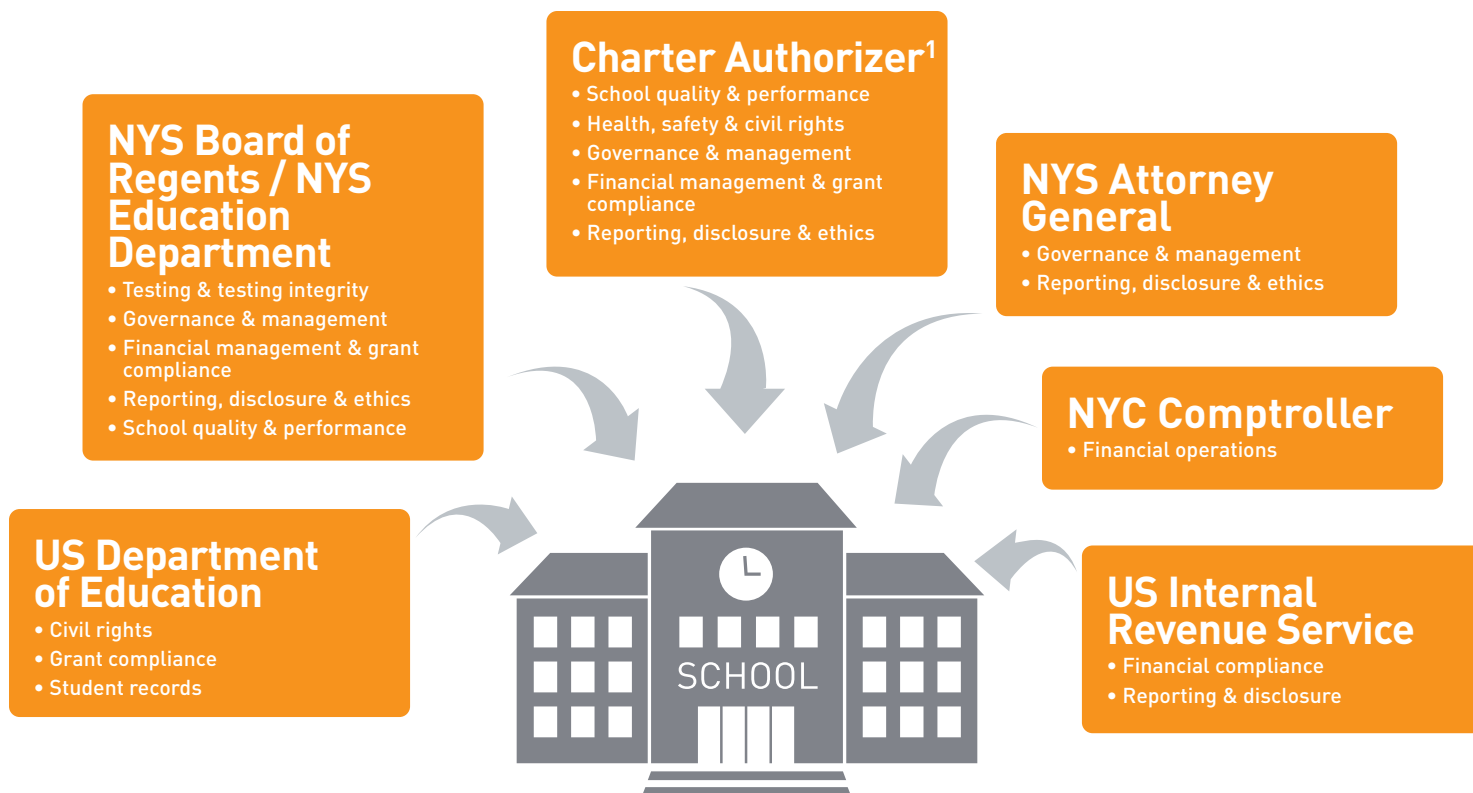 Charter Authorizer¹
• School quality & performance
• Health, safety & civil rights
• Governance & management
• Financial management & grant
compliance
• Reporting, disclosure & ethics
NYS Board of
Regents / NYS
Education
Department
• Testing & testing integrity
• Governance & management
• Financial management & grant
compliance
• Reporting, disclosure & ethics
• School quality & performance
NYS Attorney
General
• Governance & management
• Reporting, disclosure & ethics
NYC Comptroller
• Financial operations
US Department
of Education
• Civil rights
• Grant compliance
• Student records
US Internal
Revenue Service
• Financial compliance
• Reporting & disclosure
SCHOOL